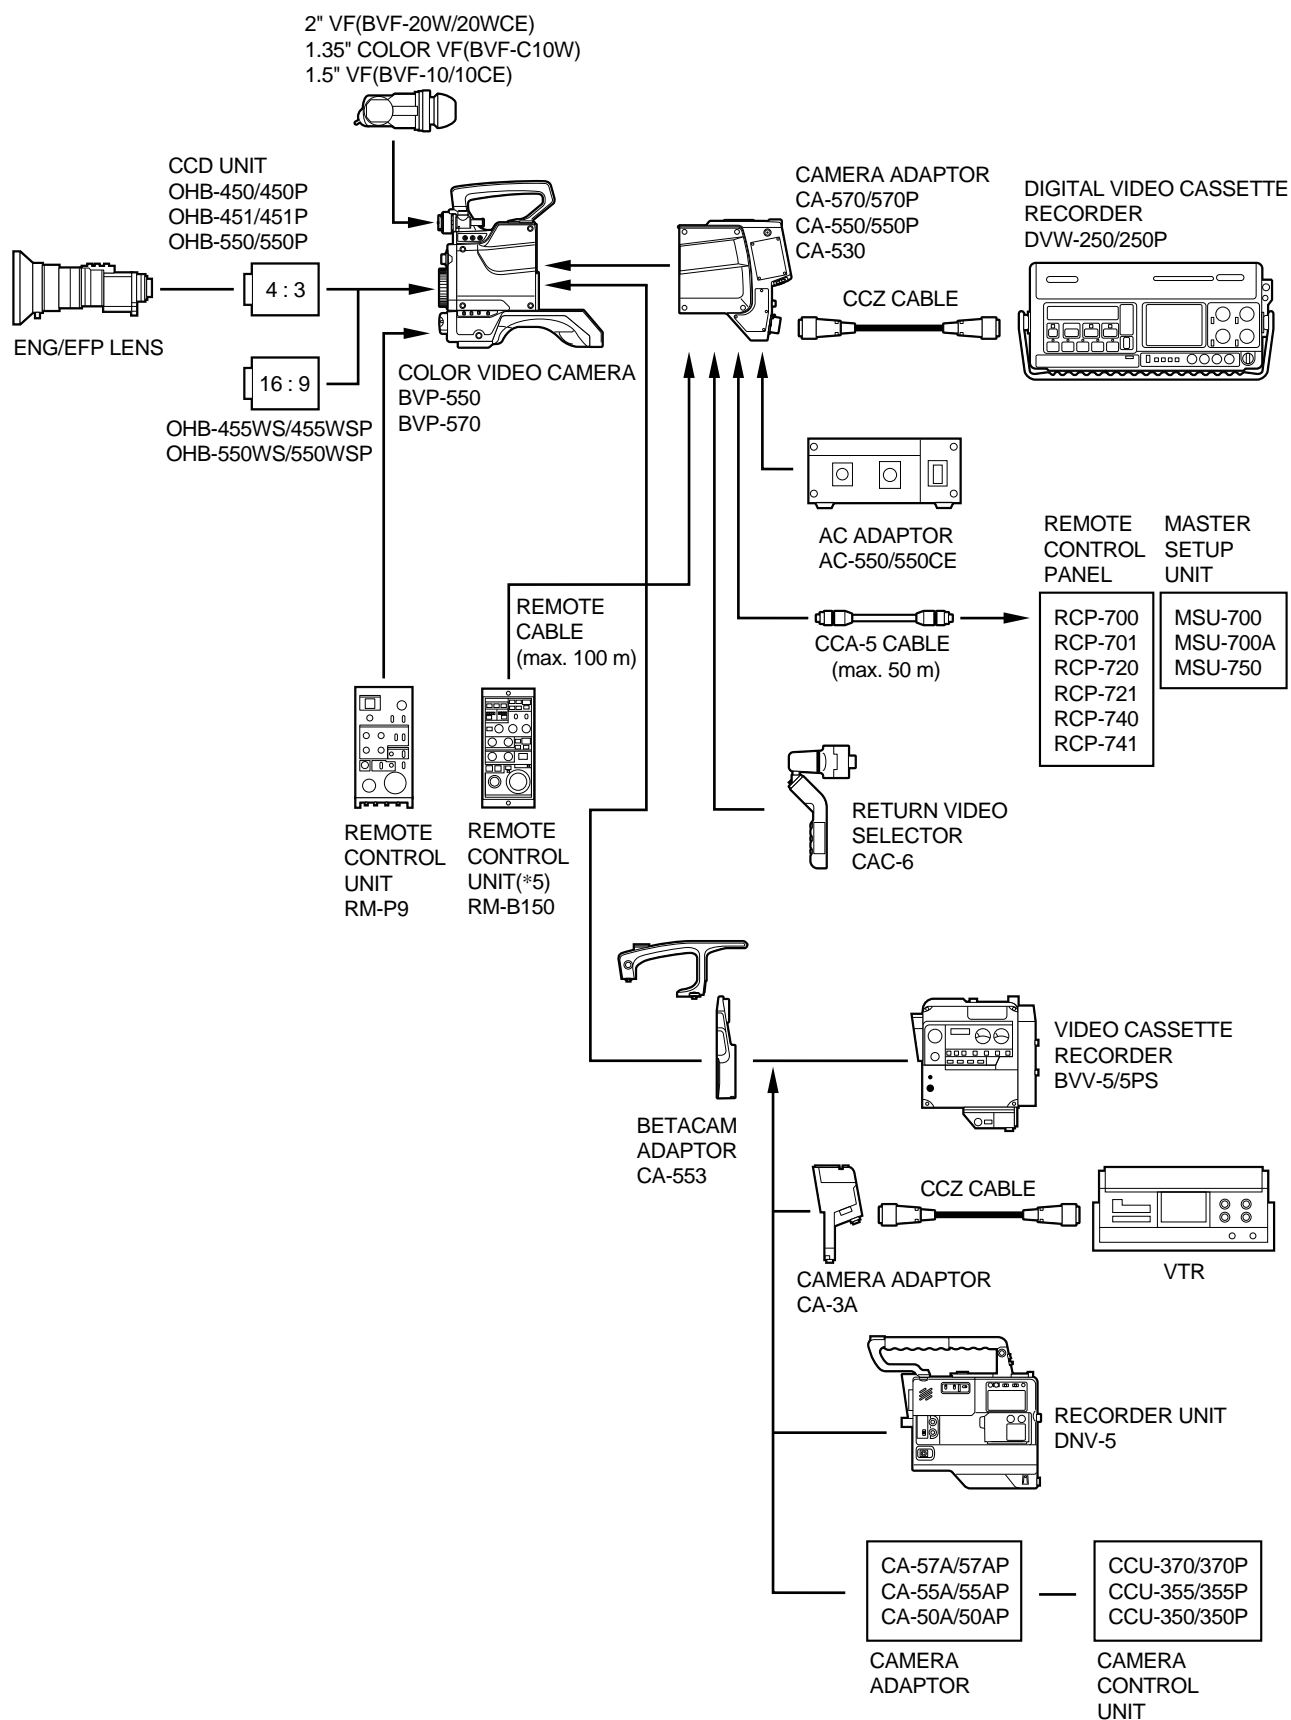 2" VF(BVF-20W/20WCE)
1.35" COLOR VF(BVF-C10W)
1.5" VF(BVF-10/10CE)
CCD UNIT
OHB-450/450P
OHB-451/451P
OHB-550/550P
4 : 3
ENG/EFP LENS
16 : 9
OHB-455WS/455WSP
OHB-550WS/550WSP
COLOR VIDEO CAMERA
BVP-550
BVP-570
CAMERA ADAPTOR
CA-570/570P
CA-550/550P
CA-530
CCZ CABLE
DIGITAL VIDEO CASSETTE
RECORDER
DVW-250/250P
AC ADAPTOR
AC-550/550CE
REMOTE
CABLE
(max. 100 m)
CCA-5 CABLE
(max. 50 m)
REMOTE
CONTROL
PANEL
RCP-700
RCP-701
RCP-720
RCP-721
RCP-740
RCP-741
MASTER
SETUP
UNIT
MSU-700
MSU-700A
MSU-750
REMOTE
CONTROL
UNIT
RM-P9
REMOTE
CONTROL
UNIT(*5)
RM-B150
RETURN VIDEO
SELECTOR
CAC-6
BETACAM
ADAPTOR
CA-553
VIDEO CASSETTE
RECORDER
BVV-5/5PS
CCZ CABLE
CAMERA ADAPTOR
CA-3A
VTR
RECORDER UNIT
DNV-5
CA-57A/57AP
CA-55A/55AP
CA-50A/50AP
CAMERA
ADAPTOR
CCU-370/370P
CCU-355/355P
CCU-350/350P
CAMERA
CONTROL
UNIT